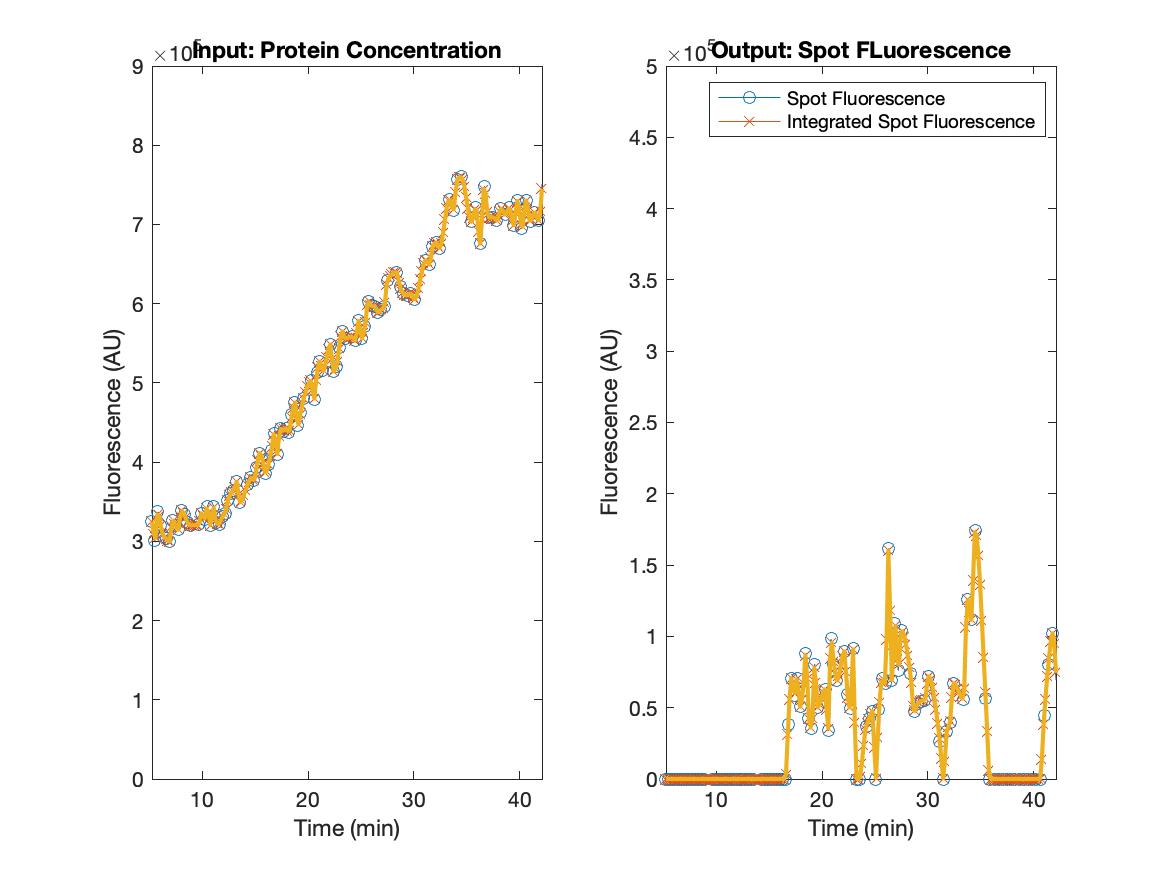 ×10^5
Input: Protein Concentration
9
8
7
6
5
4
3
2
1
0
Fluorescence (AU)
10 20 30 40
Time (min)
×10^5
Output: Spot FLuorescence
Spot Fluorescence
Integrated Spot Fluorescence
5
4.5
4
3.5
3
2.5
2
1.5
1
0.5
0
Fluorescence (AU)
10 20 30 40
Time (min)